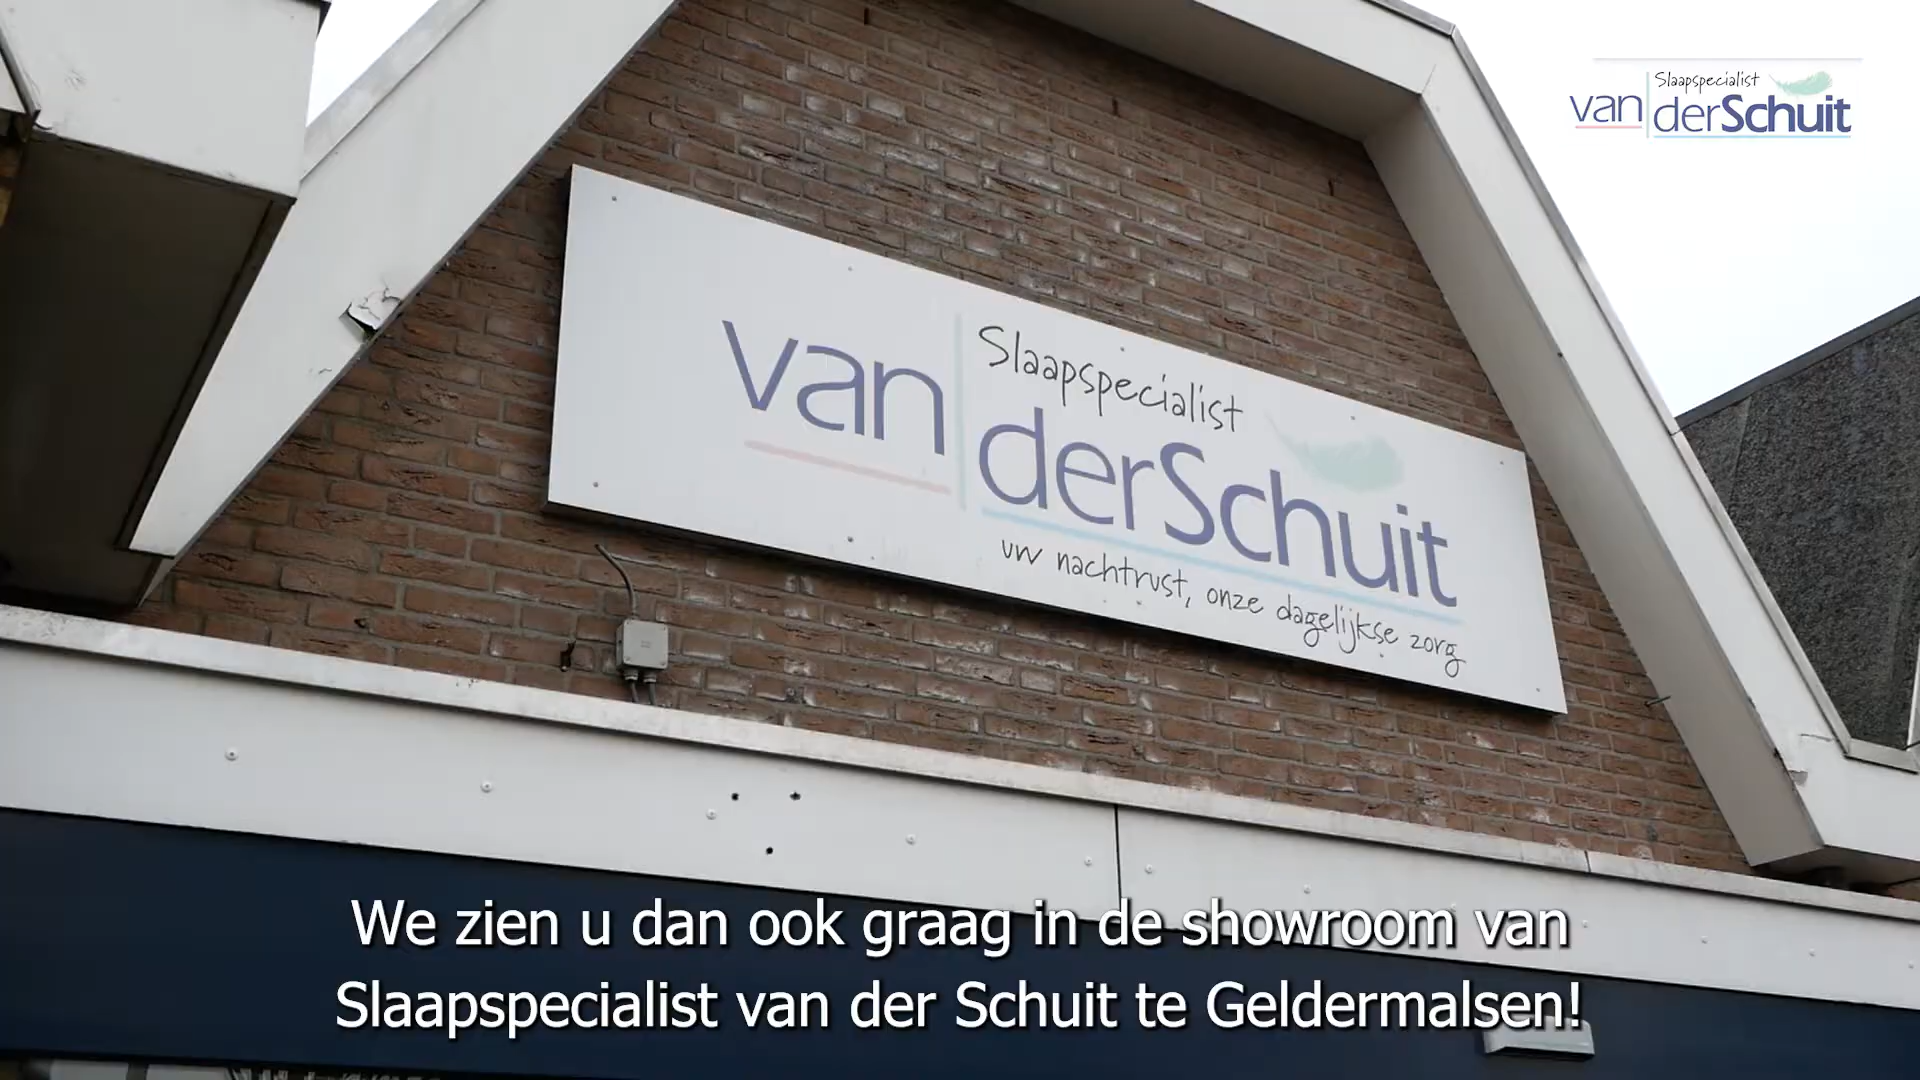 Slaapspecialist
van derSchuit
Slaapspecialist
van derSchuit
uw nachtrust, onze dagelijkse zorg
We zien u dan ook graag in de showroom van
Slaapspecialist van der Schuit te Geldermalsen!